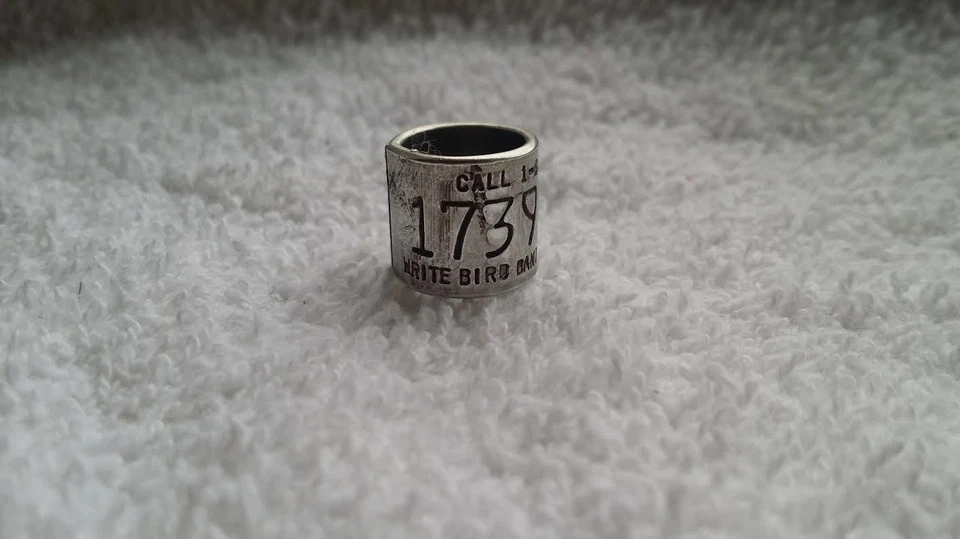 CALL 1-
1739
WRITE BIRD BAN